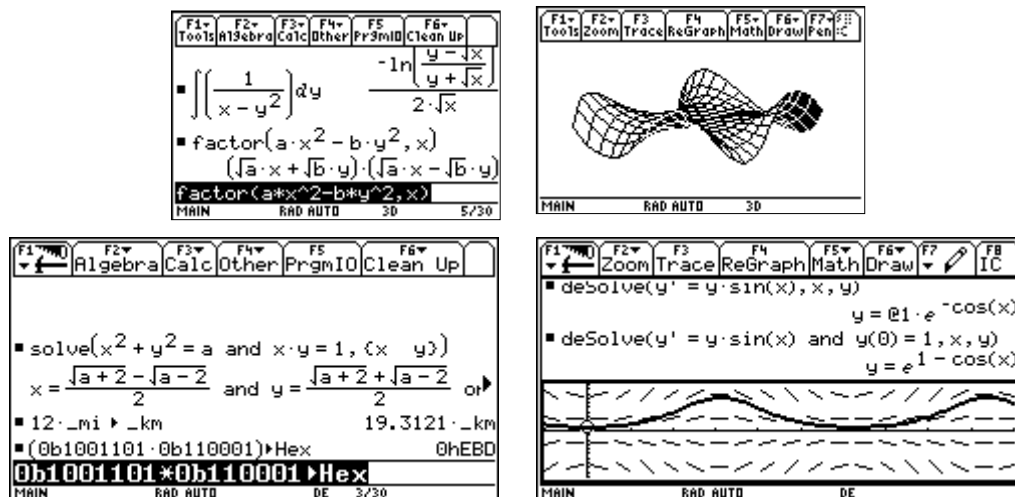 F1▾ F2▾ F3▾ F4▾ F5 F6▾
Tools Algebra Calc Other PrgmIO Clean Up
▪ ∫(1/(x - y²))dy   -ln(|y - √x|/|y + √x|)/(2·√x)
▪ factor(a·x² - b·y², x)
(√a·x + √b·y)·(√a·x - √b·y)
factor(a*x^2-b*y^2,x)
MAIN RAD AUTO 3D 5/30
F1▾ F2▾ F3 F4 F5▾ F6▾ F7▾
Tools Zoom Trace ReGraph Math Draw Pen
MAIN RAD AUTO 3D
F1 F2▾ F3▾ F4▾ F5 F6▾
Algebra Calc Other PrgmIO Clean Up
▪ solve(x² + y² = a and x·y = 1, {x y})
x = (√(a + 2) - √(a - 2))/2 and y = (√(a + 2) + √(a - 2))/2 or▸
▪ 12·_mi ▸ _km 19.3121·_km
▪ (0b1001101·0b110001)▸Hex 0hEBD
0b1001101*0b110001▸Hex
MAIN RAD AUTO DE 3/30
F1 F2▾ F3 F4 F5▾ F6▾ F7 F8
Zoom Trace ReGraph Math Draw IC
▪ deSolve(y' = y·sin(x), x, y)
y = @1·e^(-cos(x))
▪ deSolve(y' = y·sin(x) and y(0) = 1, x, y)
y = e^(1 - cos(x))
MAIN RAD AUTO DE